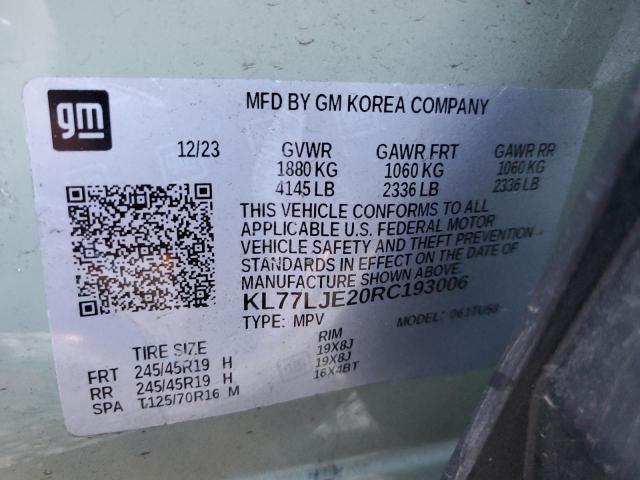 gm
MFD BY GM KOREA COMPANY
12/23 GVWR GAWR FRT GAWR RR
1880 KG 1060 KG 1060 KG
4145 LB 2336 LB 2336 LB
THIS VEHICLE CONFORMS TO ALL
APPLICABLE U.S. FEDERAL MOTOR
VEHICLE SAFETY AND THEFT PREVENTION
STANDARDS IN EFFECT ON THE DATE OF
MANUFACTURE SHOWN ABOVE.
KL77LJE20RC193006
TYPE: MPV MODEL: 061TU58
TIRE SIZE RIM
FRT 245/45R19 H 19X8J
RR 245/45R19 H 19X8J
SPA T125/70R16 M 16X4BT